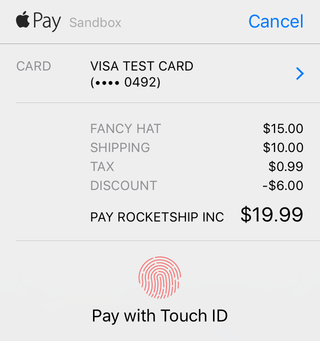 Pay Sandbox Cancel
CARD VISA TEST CARD
(•••• 0492)
FANCY HAT $15.00
SHIPPING $10.00
TAX $0.99
DISCOUNT -$6.00
PAY ROCKETSHIP INC $19.99
Pay with Touch ID